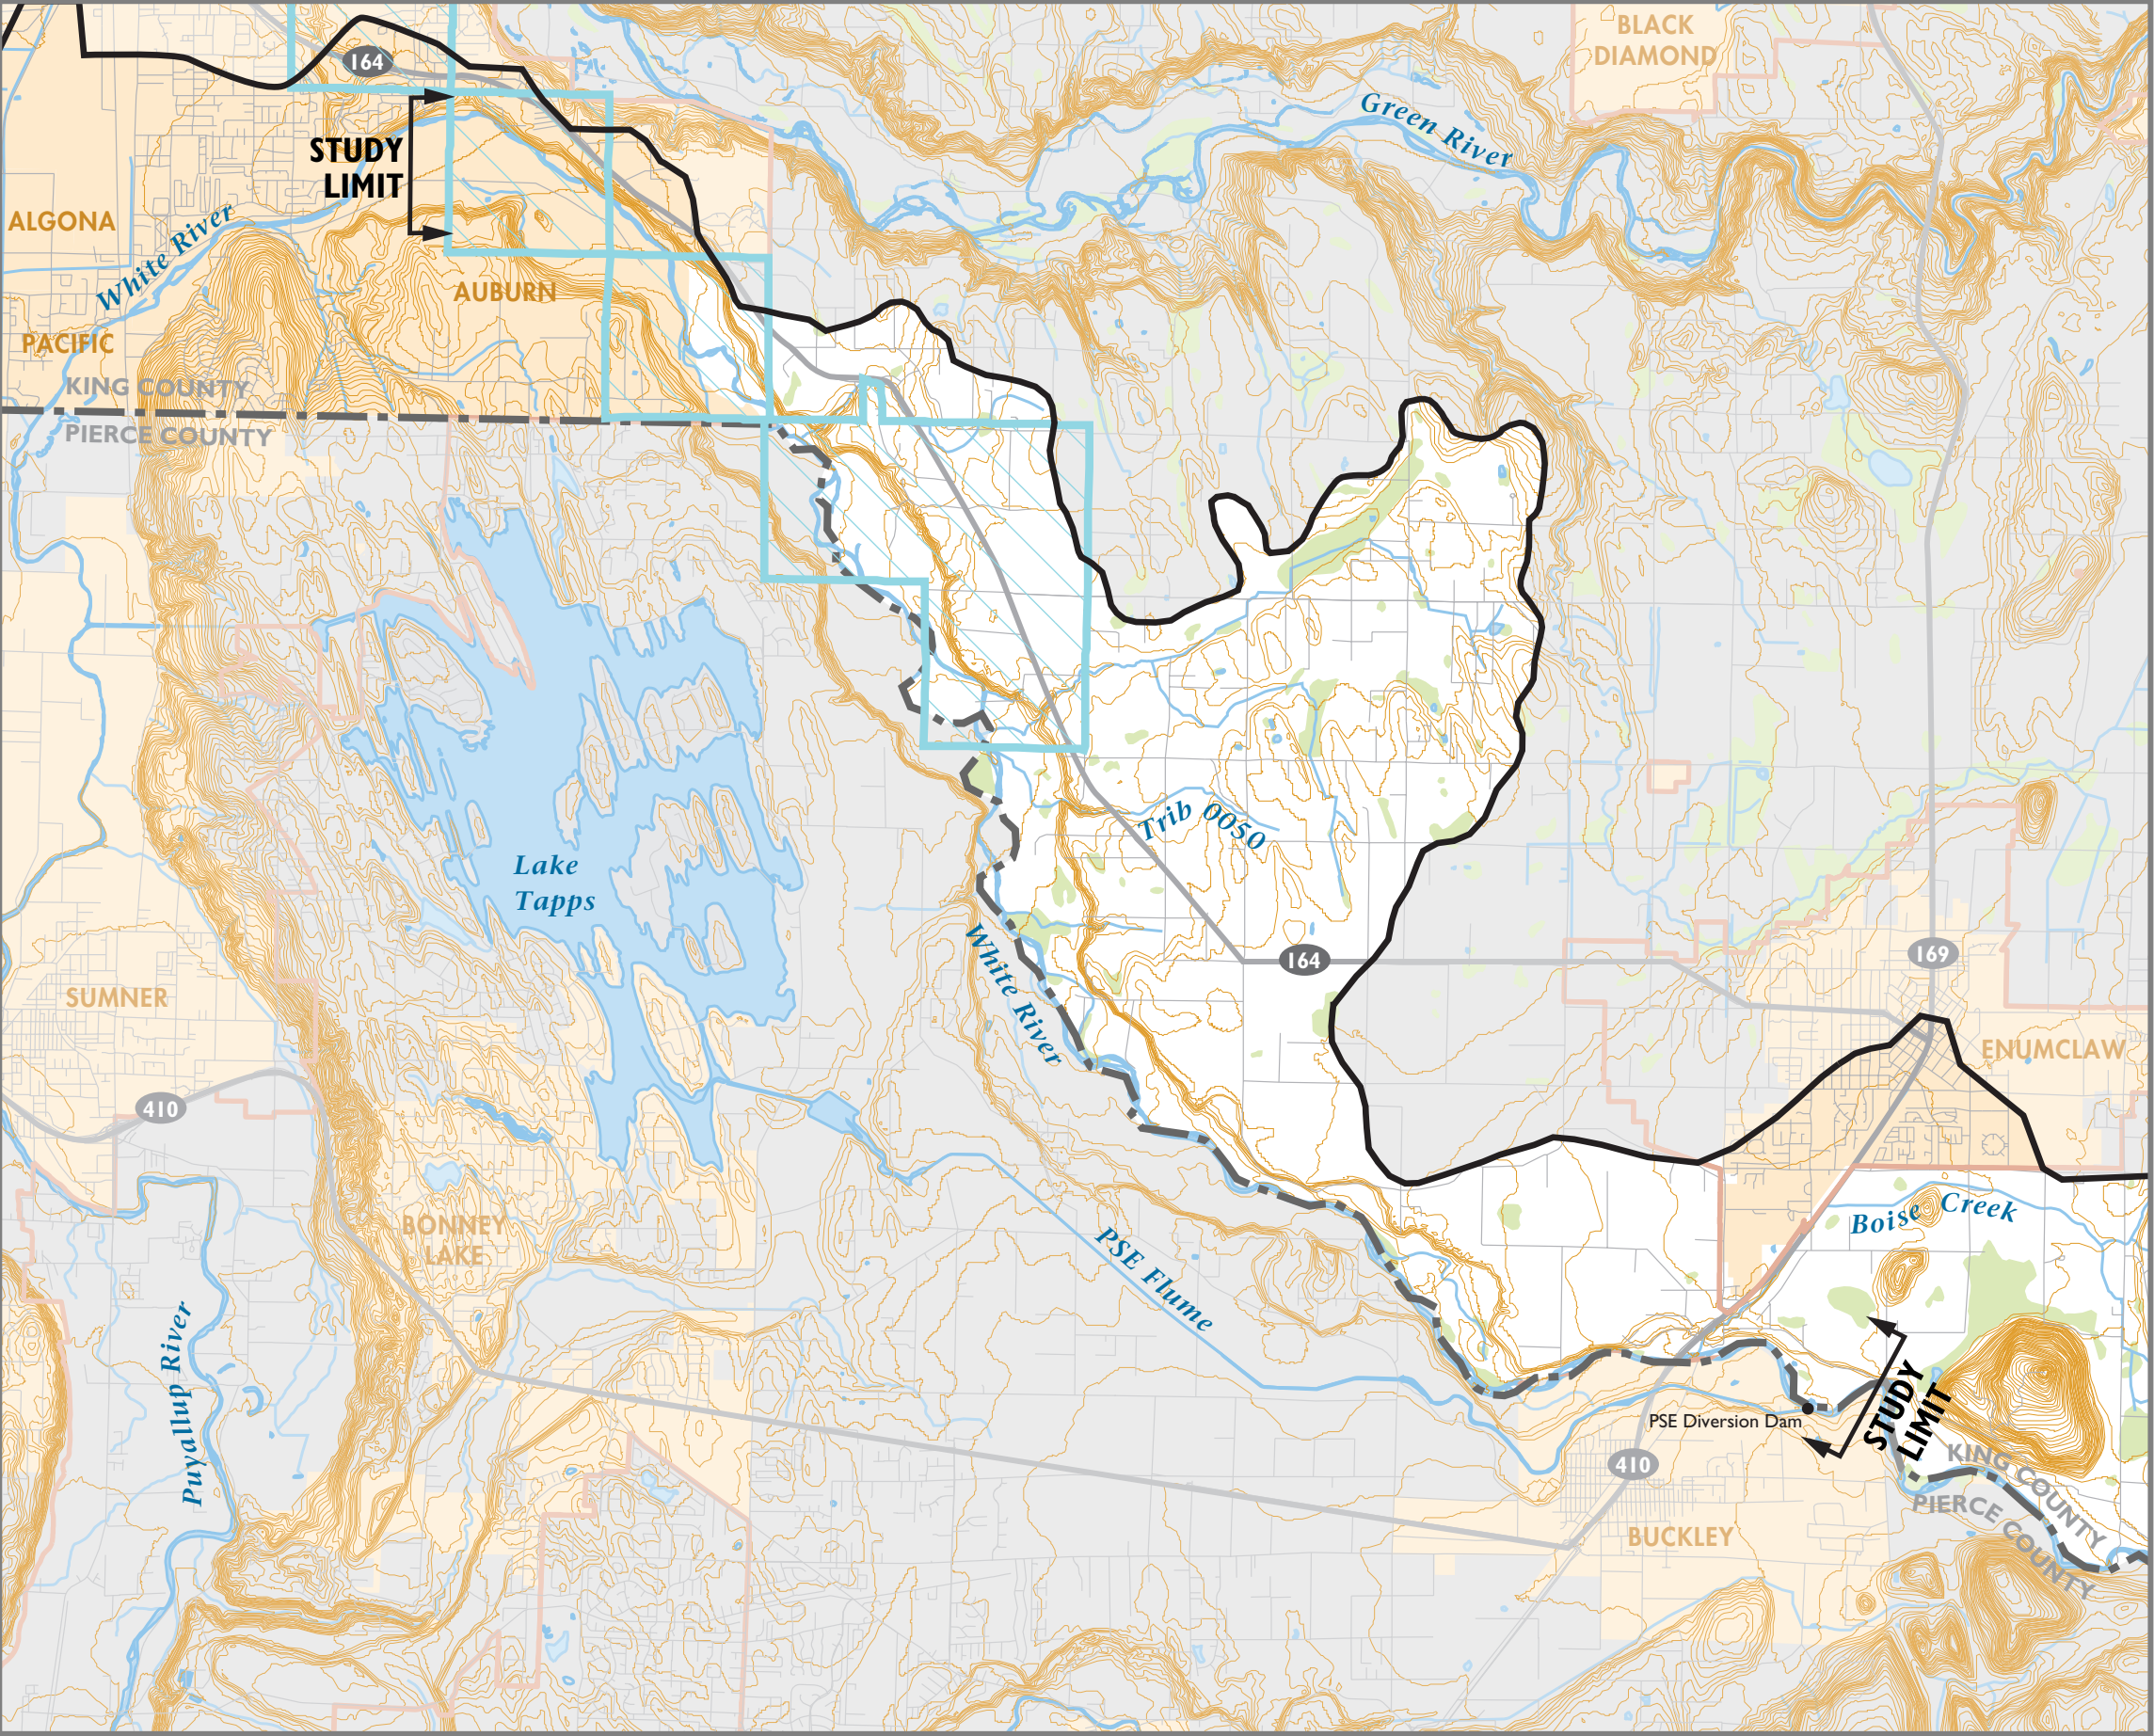 BLACK
DIAMOND
164
Green River
STUDY
LIMIT
ALGONA
White River
AUBURN
PACIFIC
KING COUNTY
PIERCE COUNTY
Trib 0050
Lake
Tapps
White River
164
169
SUMNER
ENUMCLAW
410
Boise Creek
BONNEY
LAKE
PSE Flume
Puyallup River
STUDY
LIMIT
PSE Diversion Dam
410
KING COUNTY
PIERCE COUNTY
BUCKLEY